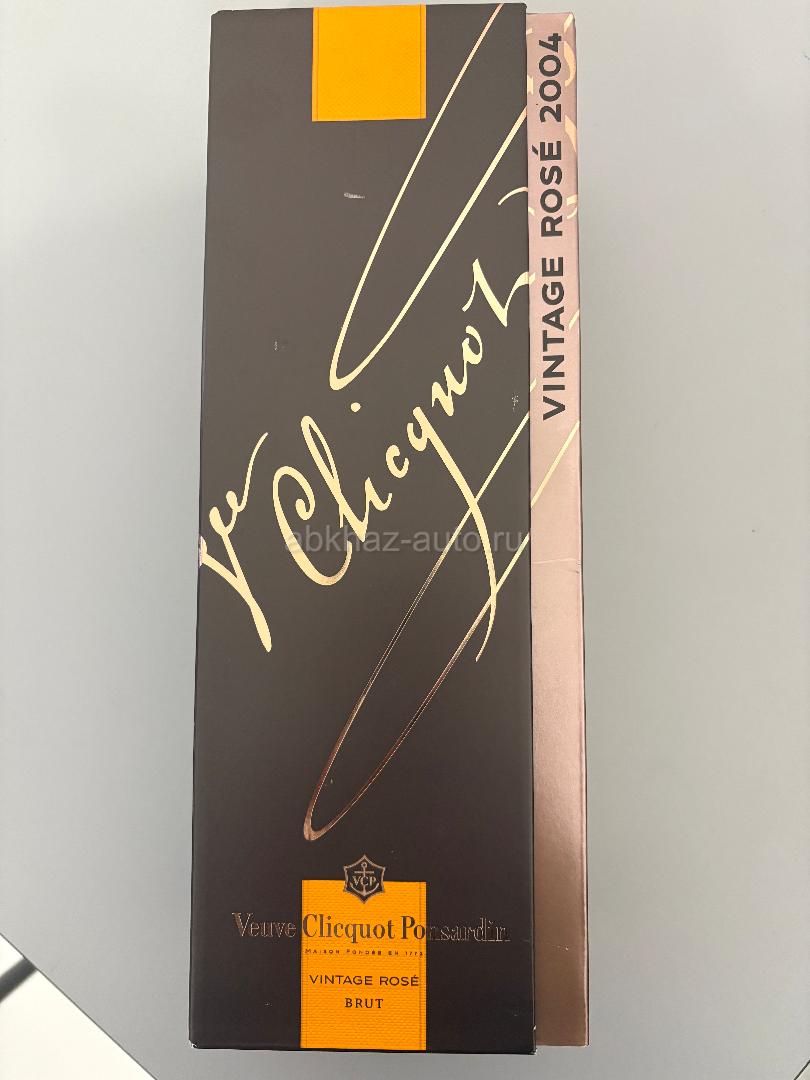 Vve Clicquot
VINTAGE ROSÉ 2004
abkhaz-auto.ru
VCP
Veuve Clicquot Ponsardin
MAISON FONDÉE EN 1772
VINTAGE ROSÉ
BRUT